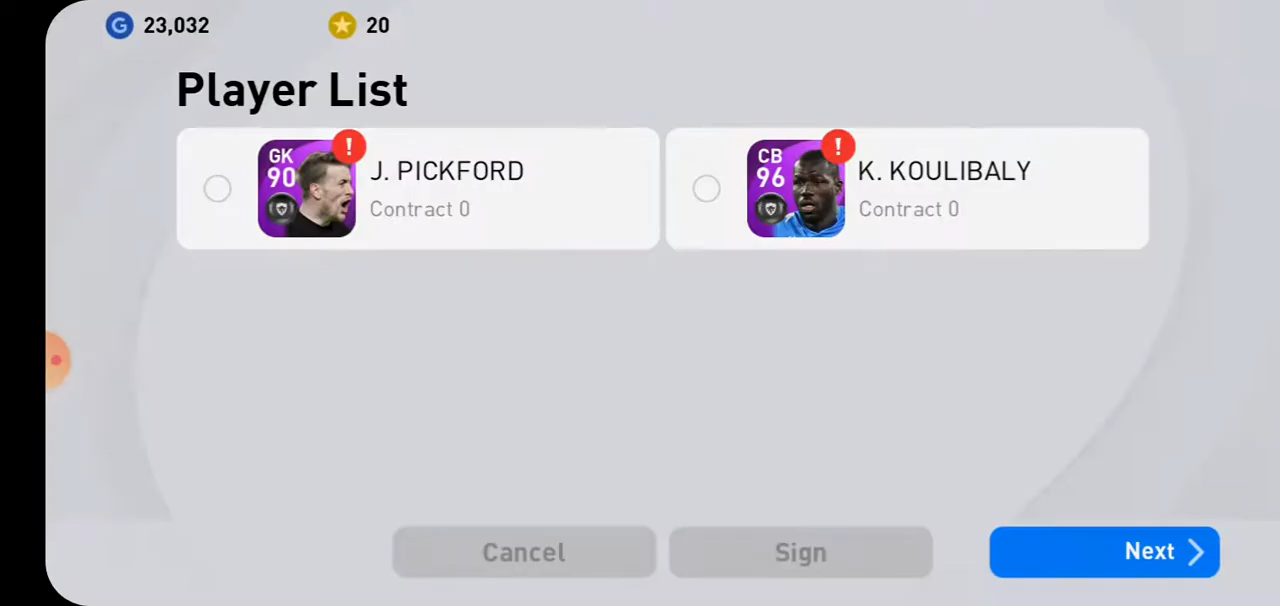 G 23,032 20
Player List
GK
90
!
J. PICKFORD
Contract 0
CB
96
!
K. KOULIBALY
Contract 0
Cancel Sign Next